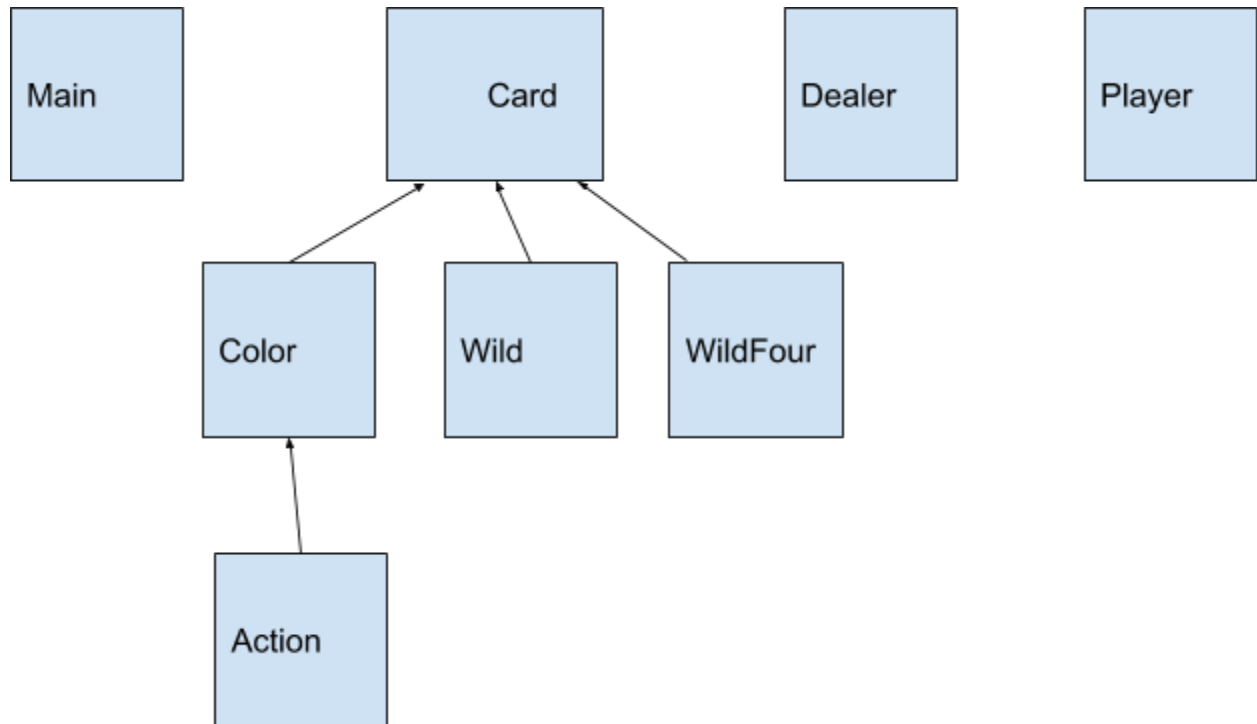 Main
Card
Dealer
Player
Color
Wild
WildFour
Action